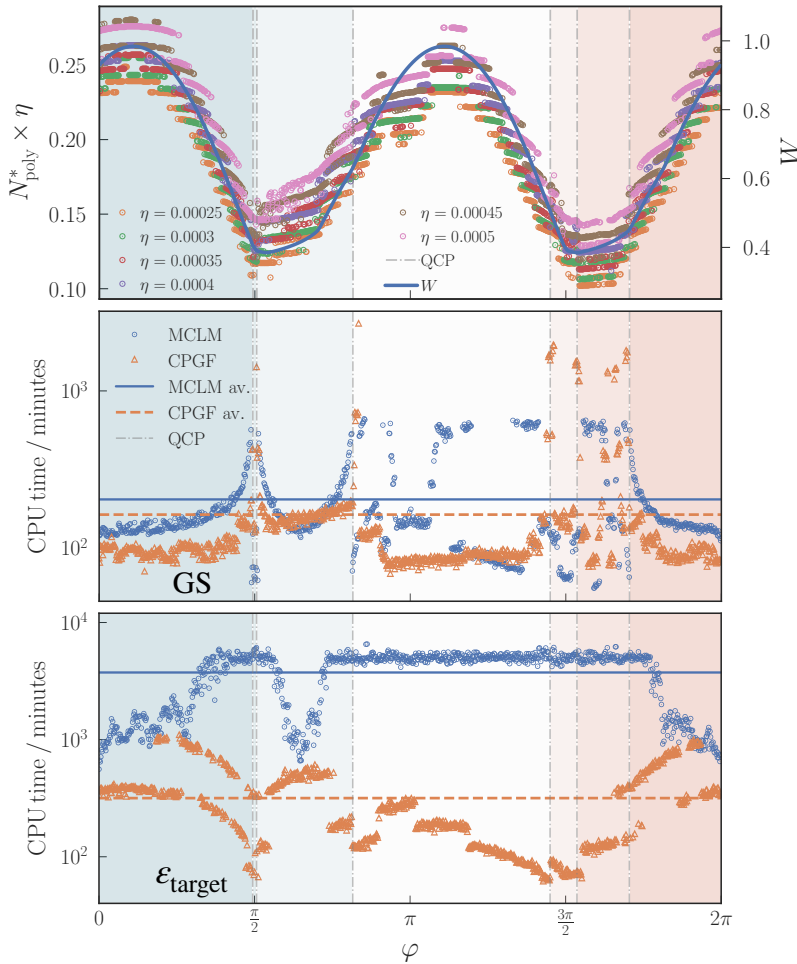 N*poly × η
0.25
0.20
0.15
0.10
1.0
0.8
0.6
0.4
W
η = 0.00025
η = 0.0003
η = 0.00035
η = 0.0004
η = 0.00045
η = 0.0005
QCP
W
CPU time / minutes
10³
10²
MCLM
CPGF
MCLM av.
CPGF av.
QCP
GS
CPU time / minutes
10⁴
10³
10²
εtarget
0
π/2
π
3π/2
2π
φ